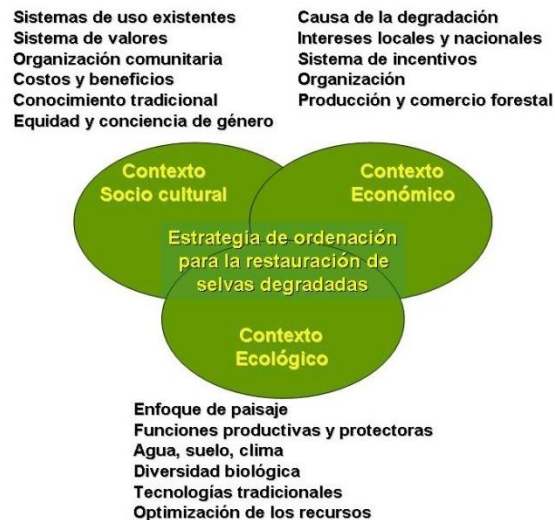 Sistemas de uso existentes
Sistema de valores
Organización comunitaria
Costos y beneficios
Conocimiento tradicional
Equidad y conciencia de género
Causa de la degradación
Intereses locales y nacionales
Sistema de incentivos
Organización
Producción y comercio forestal
Contexto
Socio cultural
Contexto
Económico
Estrategia de ordenación
para la restauración de
selvas degradadas
Contexto
Ecológico
Enfoque de paisaje
Funciones productivas y protectoras
Agua, suelo, clima
Diversidad biológica
Tecnologías tradicionales
Optimización de los recursos